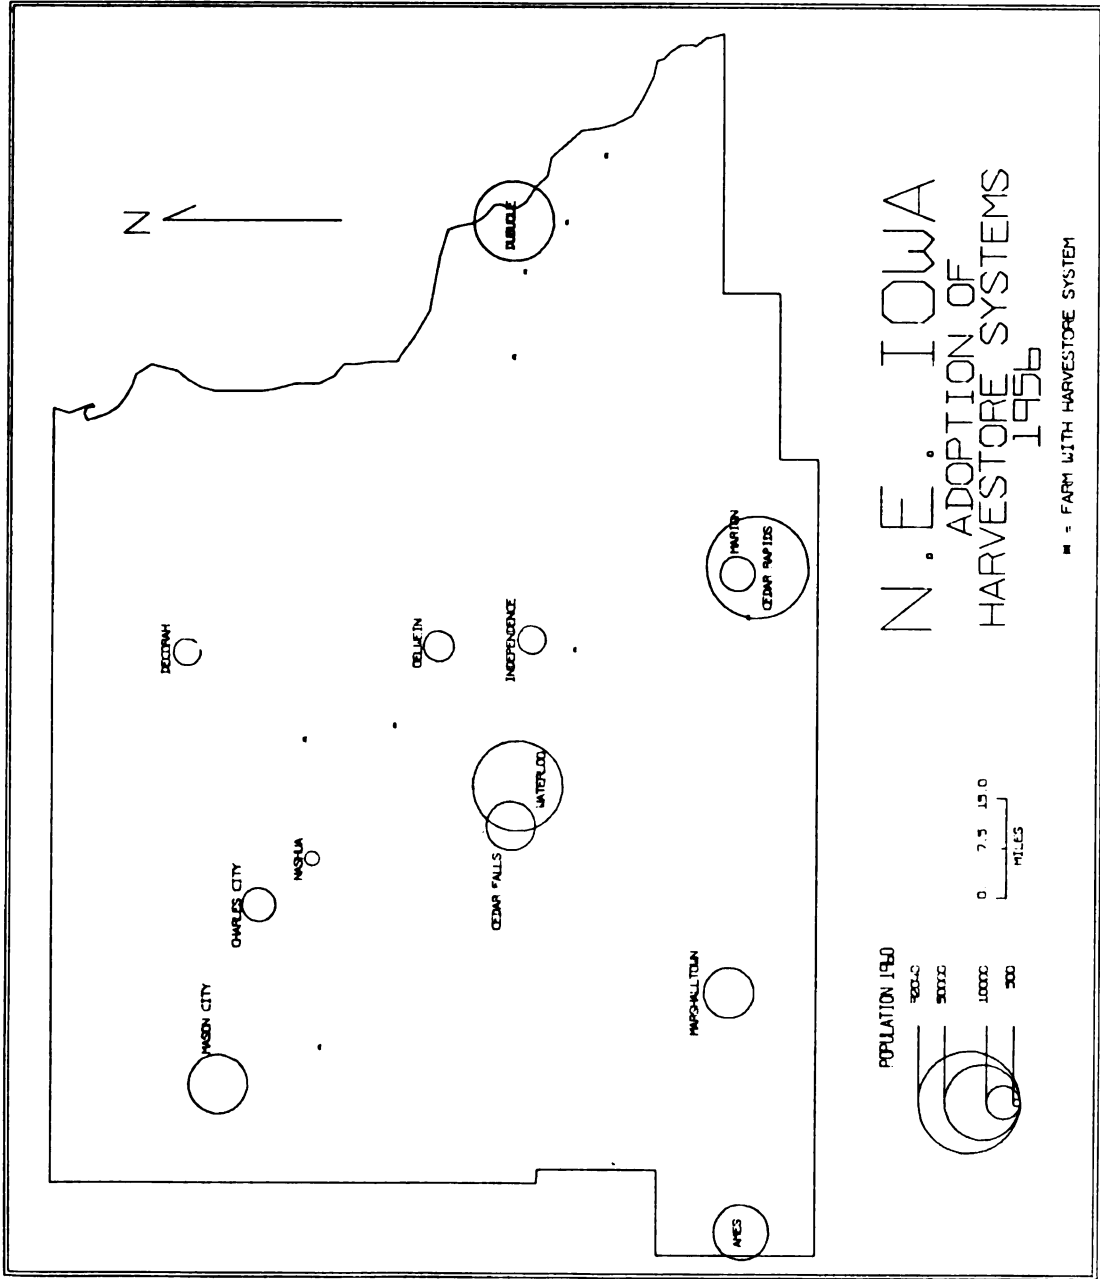 N
DUBUQUE
DECORAH
OELWEIN
INDEPENDENCE
MARION
CEDAR RAPIDS
NASHUA
CHARLES CITY
WATERLOO
CEDAR FALLS
MASON CITY
MARSHALLTOWN
AMES
N.E. IOWA
ADOPTION OF
HARVESTORE SYSTEMS
1956
= FARM WITH HARVESTORE SYSTEM
POPULATION 1960
50000
10000
500
0 7.5 15.0
MILES